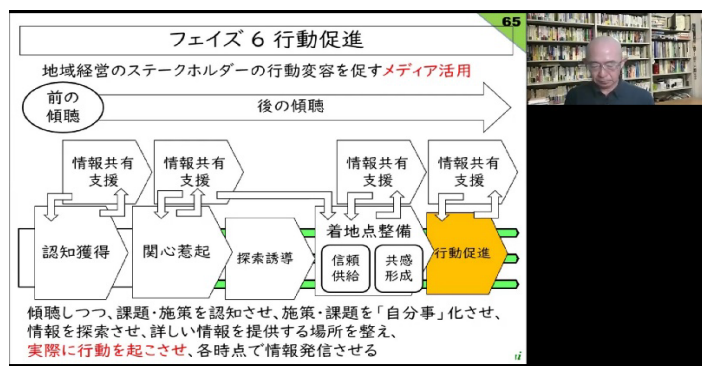 65
フェイズ 6 行動促進
地域経営のステークホルダーの行動変容を促すメディア活用
前の
傾聴
後の傾聴
情報共有
支援
情報共有
支援
情報共有
支援
情報共有
支援
認知獲得
関心惹起
探索誘導
着地点整備
信頼
供給
共感
形成
行動促進
傾聴しつつ、課題・施策を認知させ、施策・課題を「自分事」化させ、
情報を探索させ、詳しい情報を提供する場所を整え、
実際に行動を起こさせ、各時点で情報発信させる